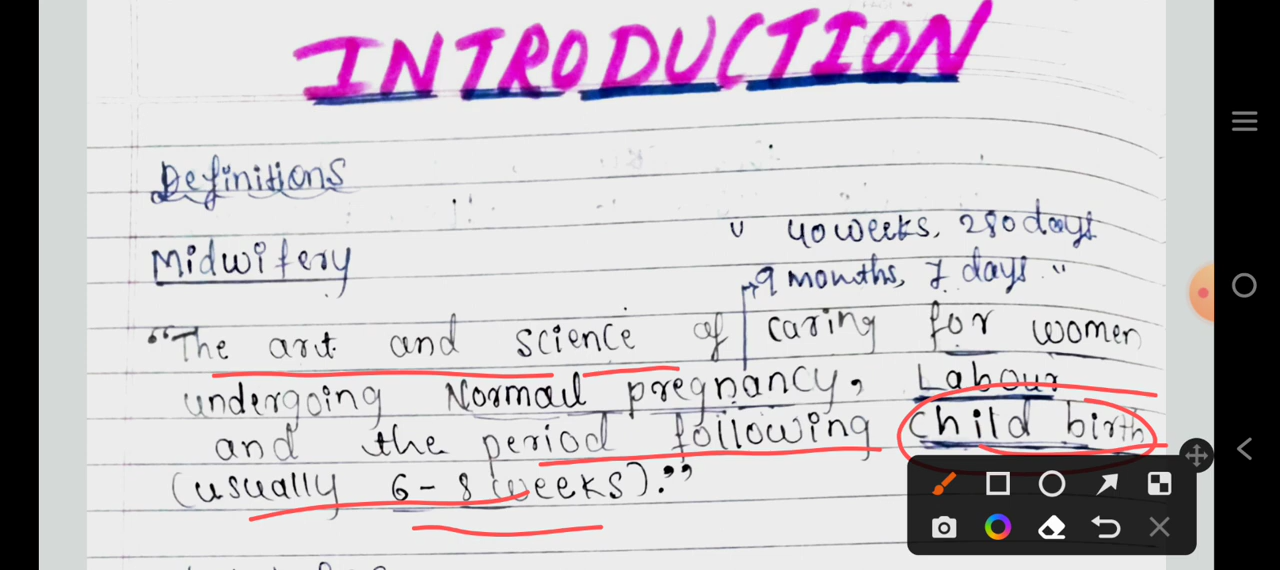 INTRODUCTION
Definitions
Midwifery
" 40 weeks, 280 days
9 months, 7 days "
"The art and science of caring for women
undergoing Normal pregnancy, Labour
and the period following child birth
(usually 6-8 weeks)."